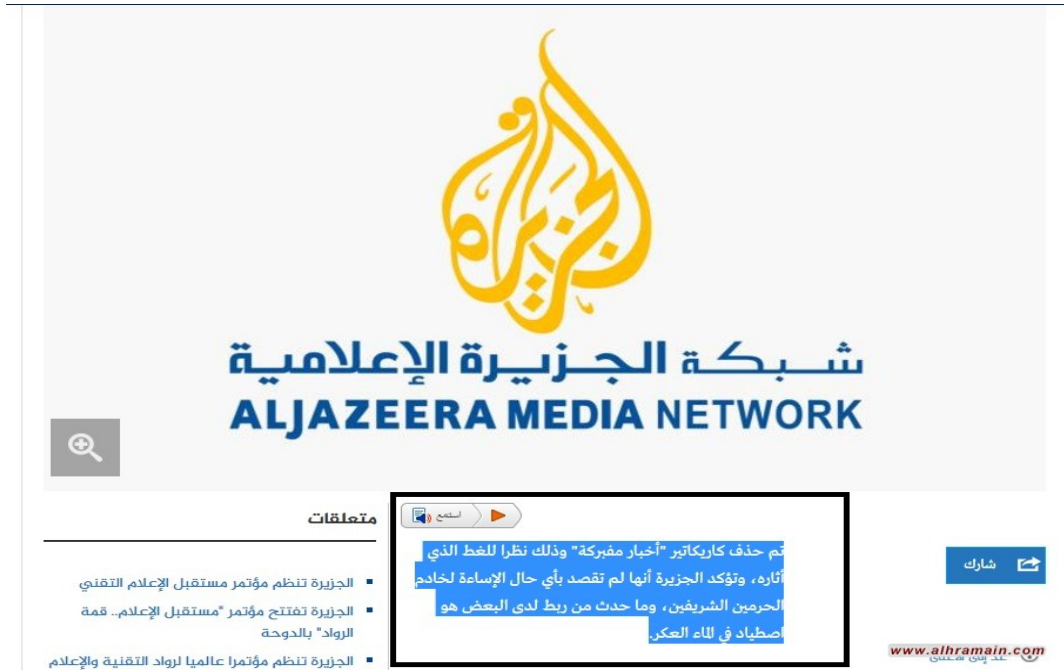 الجزيرة
شبكة الجزيرة الإعلامية
ALJAZEERA MEDIA NETWORK
شارك
استمع
تم حذف كاريكاتير "أخبار مفبركة" وذلك نظرا للغط الذي
أثاره، وتؤكد الجزيرة أنها لم تقصد بأي حال الإساءة لخادم
الحرمين الشريفين، وما حدث من ربط لدى البعض هو
اصطياد في الماء العكر.
متعلقات
الجزيرة تنظم مؤتمر مستقبل الإعلام التقني
الجزيرة تفتتح مؤتمر "مستقبل الإعلام.. قمة
الرواد" بالدوحة
الجزيرة تنظم مؤتمرا عالميا لرواد التقنية والإعلام
www.alhramain.com